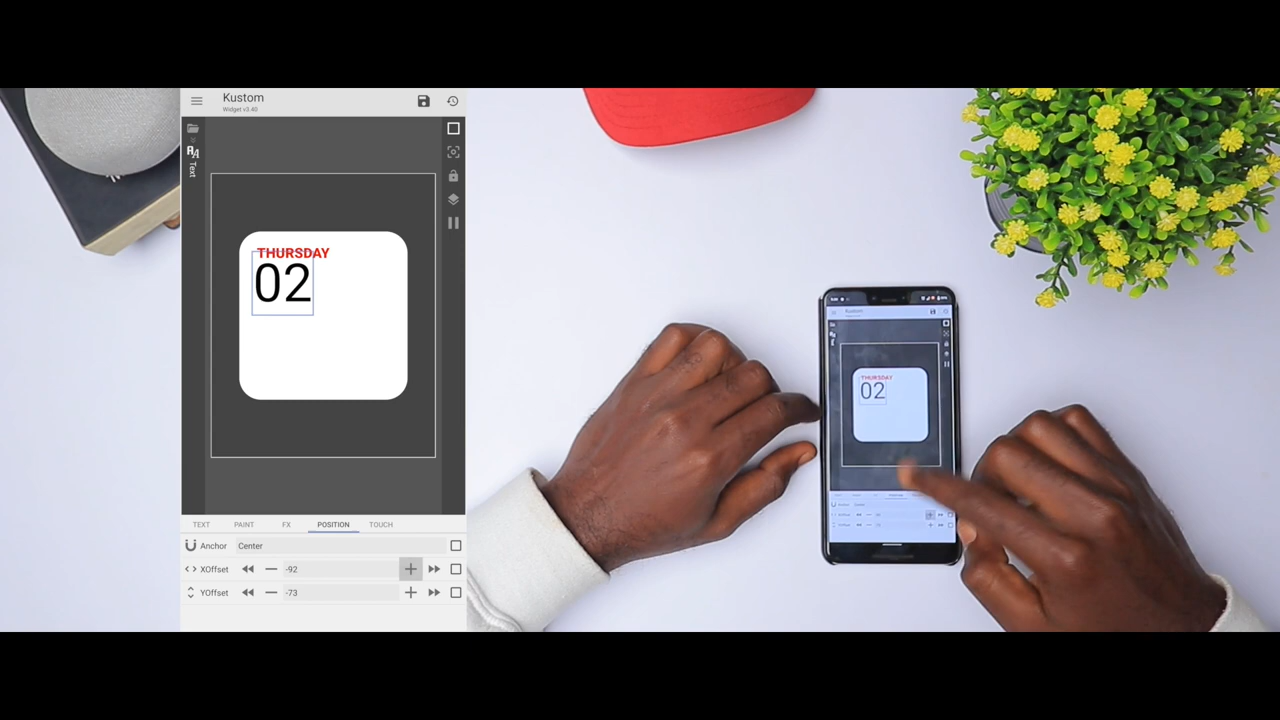 Kustom
Widget v3.40
Text
THURSDAY
02
TEXT PAINT FX POSITION TOUCH
Anchor Center
XOffset -92
YOffset -73
Kustom
THURSDAY
02